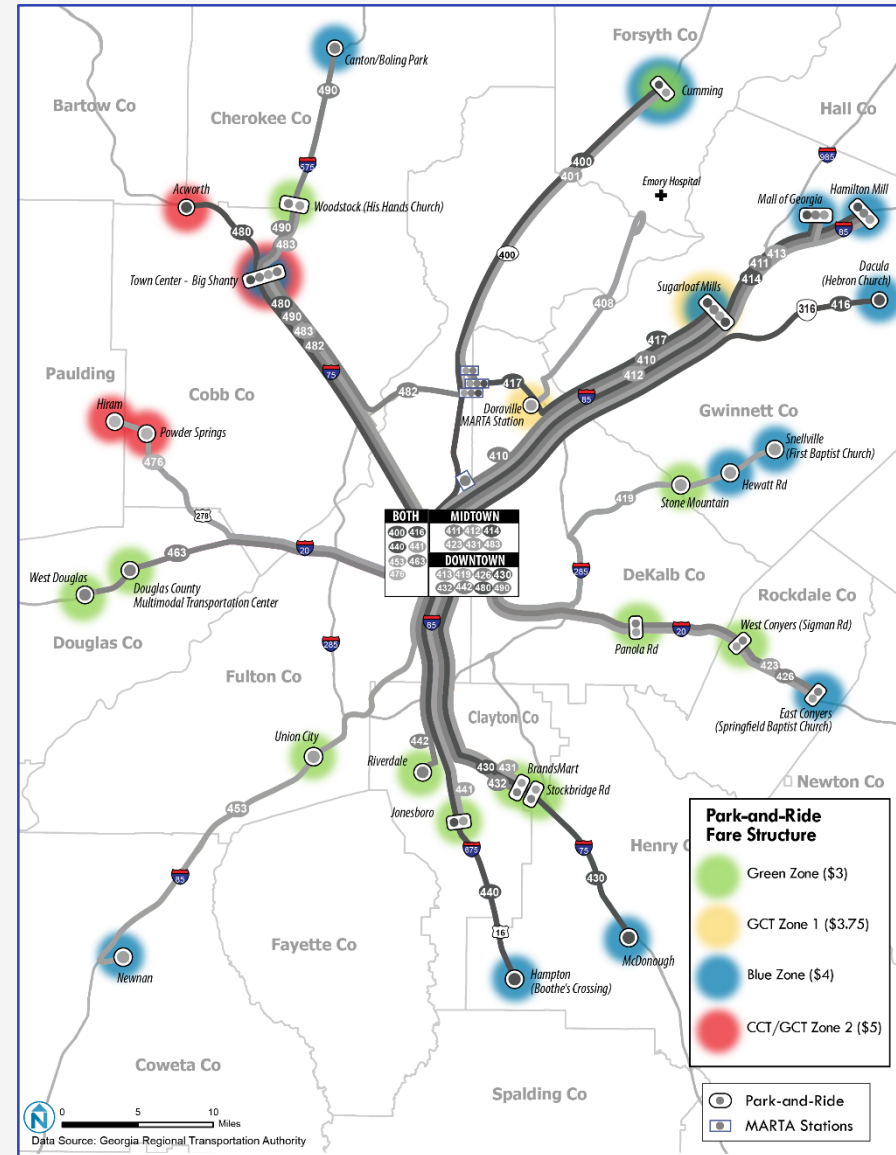 Forsyth Co
Canton/Boling Park
490
Cumming
Bartow Co
Cherokee Co
Hall Co
575
400
401
985
Emory Hospital
Hamilton Mill
Acworth
Woodstock (His Hands Church)
Mall of Georgia
490
480
483
85
413
411
414
Town Center - Big Shanty
400
Dacula
(Hebron Church)
Sugarloaf Mills
408
316
416
480
490
483
482
417
410
412
75
Paulding
Cobb Co
482
417
85
Hiram
Doraville
MARTA Station
Gwinnett Co
Powder Springs
Snellville
(First Baptist Church)
476
410
Hewatt Rd
419
Stone Mountain
278
BOTH
400 416
440 441
453 463
476
MIDTOWN
411 412 414
423 431 483
DOWNTOWN
413 419 426 430
432 442 480 490
463
20
285
West Douglas
Douglas County
Multimodal Transportation Center
DeKalb Co
Rockdale Co
85
West Conyers (Sigman Rd)
Douglas Co
285
Panola Rd
20
423
426
Fulton Co
East Conyers
(Springfield Baptist Church)
Clayton Co
Union City
442
Riverdale
430 431
432
BrandsMart
Stockbridge Rd
Newton Co
441
453
Jonesboro
675
75
Henry C
85
440
430
16
Fayette Co
McDonough
Newnan
Hampton
(Boothe's Crossing)
Coweta Co
Spalding Co
Park-and-Ride
Fare Structure
Green Zone ($3)
GCT Zone 1 ($3.75)
Blue Zone ($4)
CCT/GCT Zone 2 ($5)
Park-and-Ride
MARTA Stations
N
0 5 10
Miles
Data Source: Georgia Regional Transportation Authority